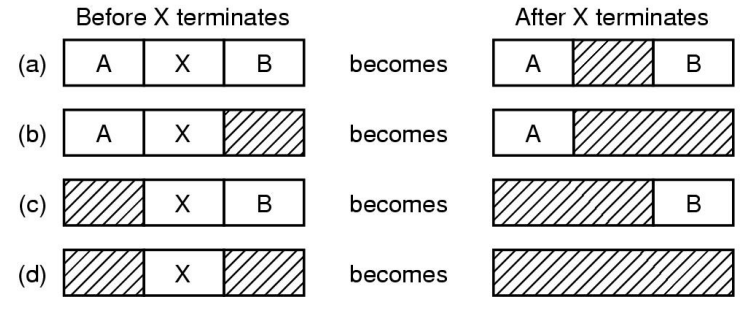 Before X terminates After X terminates
(a) A X B becomes A B
(b) A X becomes A
(c) X B becomes B
(d) X becomes